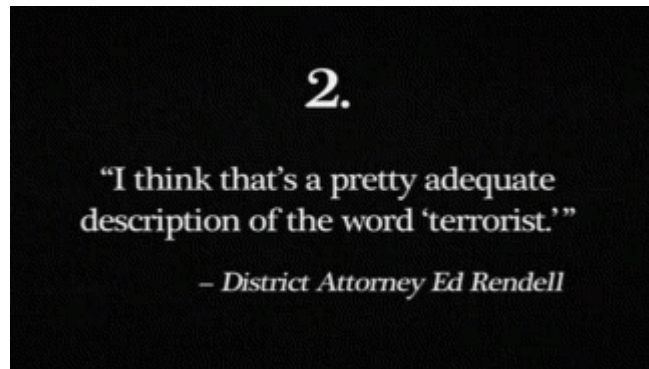 2.
“I think that’s a pretty adequate
description of the word ‘terrorist.’”
– District Attorney Ed Rendell